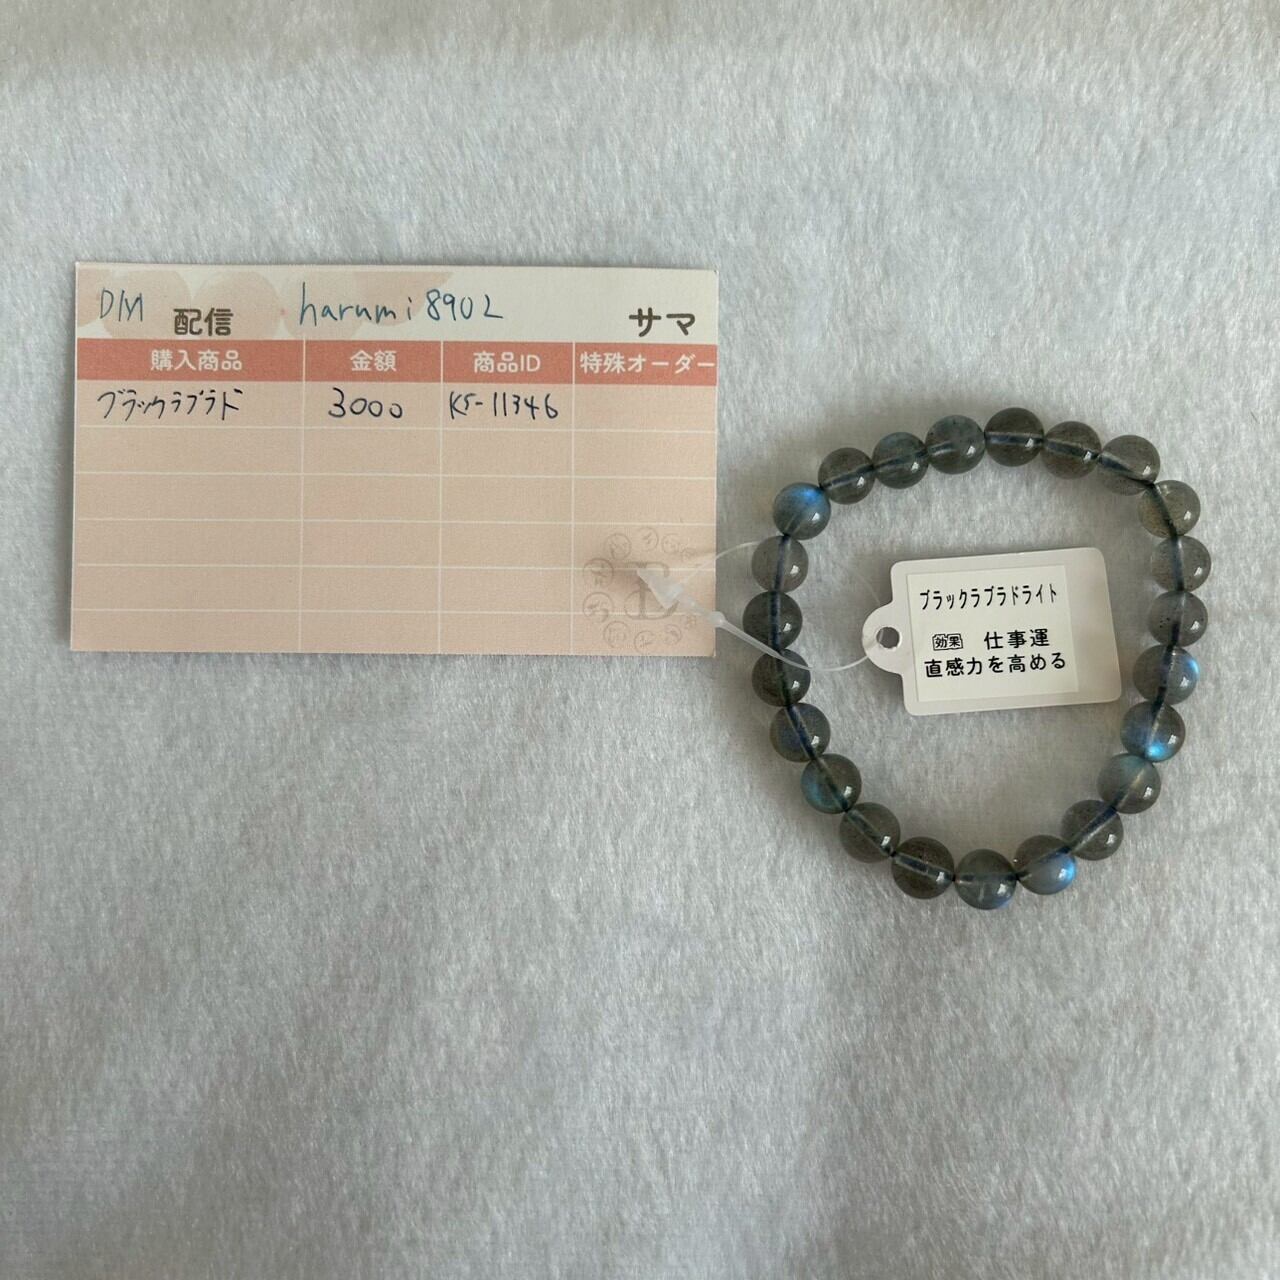 DM 配信 harumi8902 サマ
購入商品 金額 商品ID 特殊オーダー
ブラックラブラド 3000 KS-11346
B
ブラックラブラドライト
効果 仕事運
直感力を高める